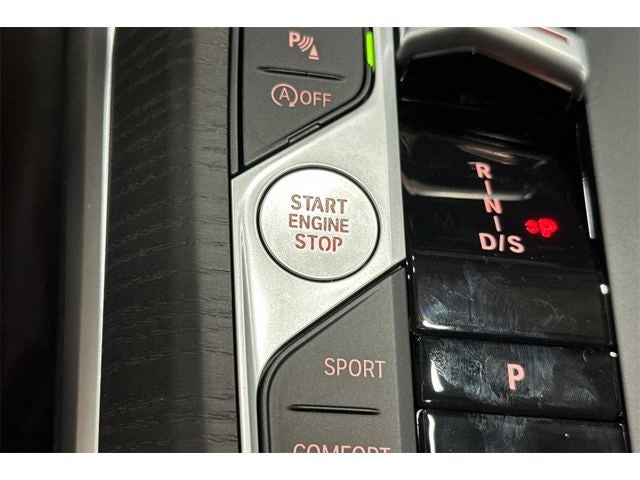 P
A OFF
START
ENGINE
STOP
R
N
D/S
P
SPORT
P
COMFORT